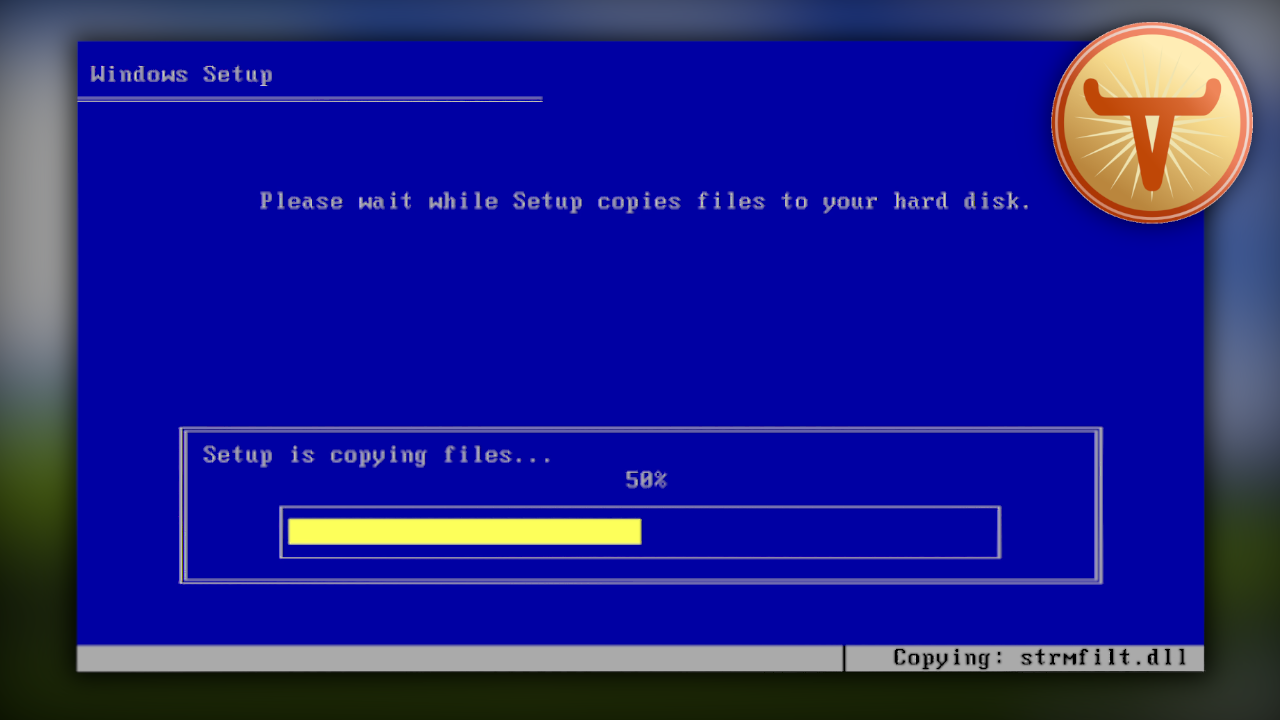 Windows Setup
Please wait while Setup copies files to your hard disk.
Setup is copying files...
50%
Copying: strmfilt.dll